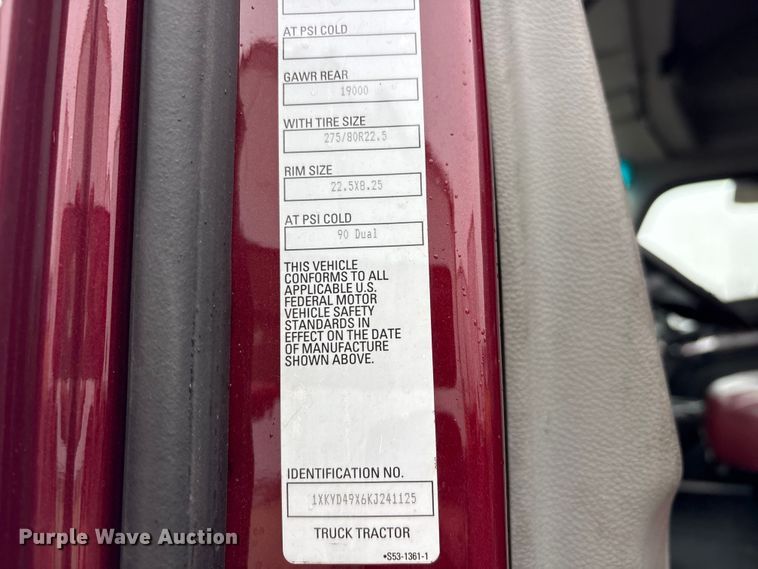 AT PSI COLD
GAWR REAR
19000
WITH TIRE SIZE
275/80R22.5
RIM SIZE
22.5X8.25
AT PSI COLD
90 Dual
THIS VEHICLE
CONFORMS TO ALL
APPLICABLE U.S.
FEDERAL MOTOR
VEHICLE SAFETY
STANDARDS IN
EFFECT ON THE DATE
OF MANUFACTURE
SHOWN ABOVE.
IDENTIFICATION NO.
1XKYD49X6KJ241125
TRUCK TRACTOR
•S53-1361-1
Purple Wave Auction®